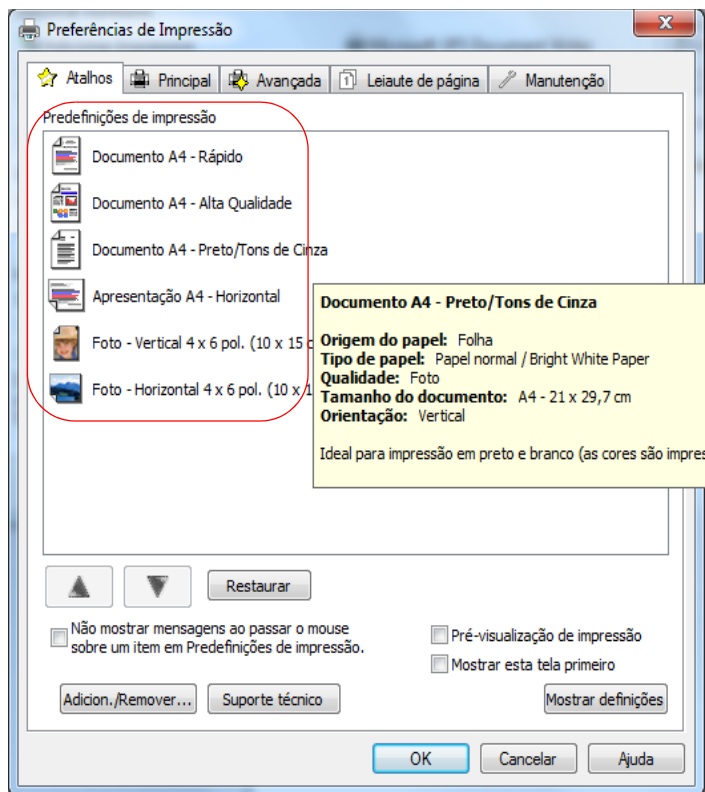 Preferências de Impressão
Atalhos Principal Avançada Leiaute de página Manutenção
Predefinições de impressão
Documento A4 - Rápido
Documento A4 - Alta Qualidade
Documento A4 - Preto/Tons de Cinza
Apresentação A4 - Horizontal
Foto - Vertical 4 x 6 pol. (10 x 15
Foto - Horizontal 4 x 6 pol. (10 x
Documento A4 - Preto/Tons de Cinza
Origem do papel: Folha
Tipo de papel: Papel normal / Bright White Paper
Qualidade: Foto
Tamanho do documento: A4 - 21 x 29,7 cm
Orientação: Vertical
Ideal para impressão em preto e branco (as cores são impres
Restaurar
Não mostrar mensagens ao passar o mouse
sobre um item em Predefinições de impressão.
Pré-visualização de impressão
Mostrar esta tela primeiro
Adicion./Remover... Suporte técnico Mostrar definições
OK Cancelar Ajuda